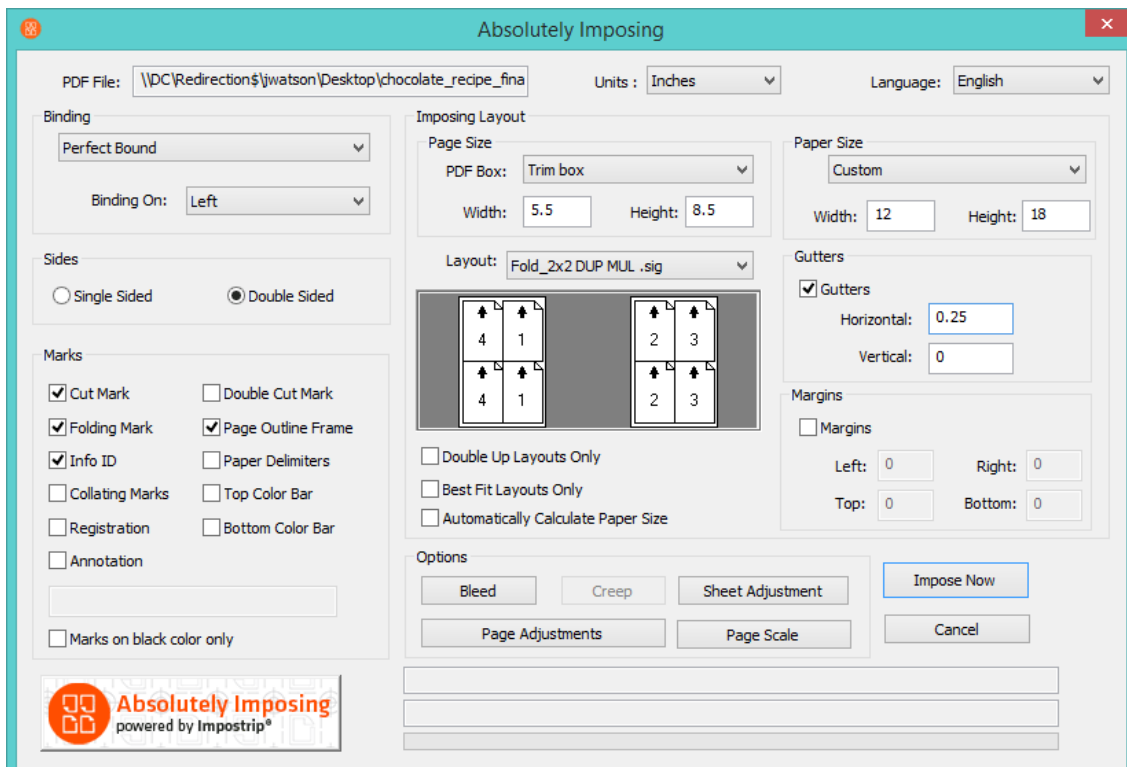 Absolutely Imposing
PDF File: \\DC\Redirection$\jwatson\Desktop\chocolate_recipe_fina
Units : Inches
Language: English
Binding
Perfect Bound
Binding On: Left
Sides
Single Sided Double Sided
Marks
Cut Mark Double Cut Mark
Folding Mark Page Outline Frame
Info ID Paper Delimiters
Collating Marks Top Color Bar
Registration Bottom Color Bar
Annotation
Marks on black color only
Imposing Layout
Page Size
PDF Box: Trim box
Width: 5.5 Height: 8.5
Layout: Fold_2x2 DUP MUL .sig
4 1 2 3
4 1 2 3
Double Up Layouts Only
Best Fit Layouts Only
Automatically Calculate Paper Size
Paper Size
Custom
Width: 12 Height: 18
Gutters
Gutters
Horizontal: 0.25
Vertical: 0
Margins
Margins
Left: 0 Right: 0
Top: 0 Bottom: 0
Options
Bleed Creep Sheet Adjustment
Page Adjustments Page Scale
Impose Now
Cancel
Absolutely Imposing
powered by Impostrip®